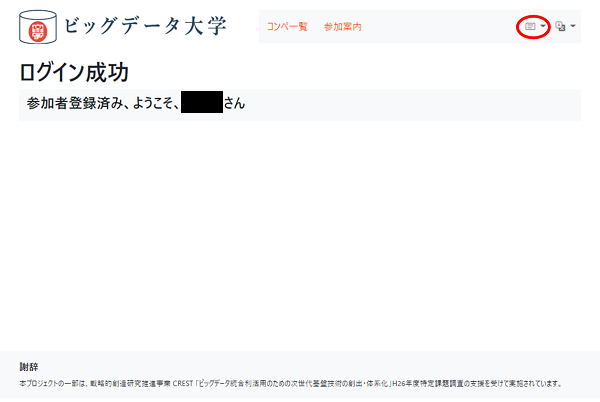 ビッグデータ大学
コンペ一覧 参加案内
ログイン成功
参加者登録済み、ようこそ、 さん
謝辞
本プロジェクトの一部は、戦略的創造研究推進事業 CREST 「ビッグデータ統合利活用のための次世代基盤技術の創出・体系化」H26年度特定課題調査の支援を受けて実施されています。